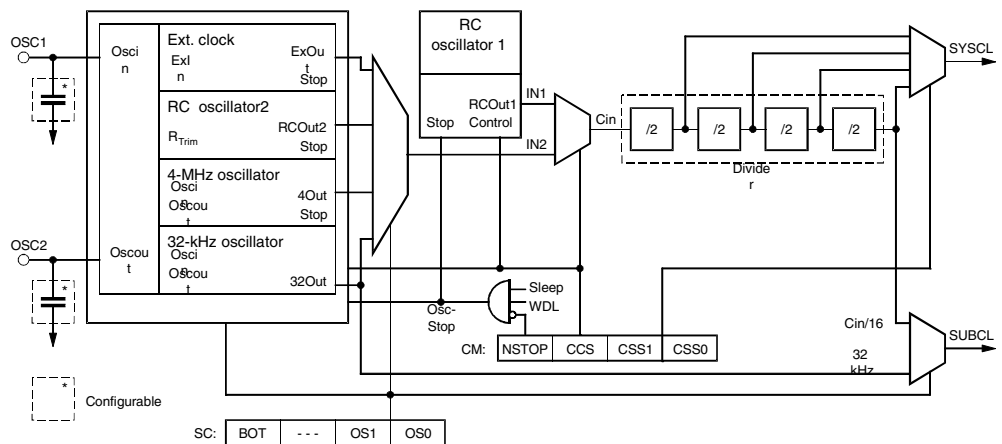 OSC1
Osci
n
Ext. clock
ExI
n
ExOu
t
Stop
*
RC oscillator2
RTrim
RCOut2
Stop
4-MHz oscillator
Osci
n
Oscou
t
4Out
Stop
OSC2
Oscou
t
32-kHz oscillator
Osci
n
Oscou
t
32Out
*
RC
oscillator 1
RCOut1
Stop
Control
IN1
IN2
Cin
/2
/2
/2
/2
Divide
r
SYSCL
Osc-
Stop
Sleep
WDL
CM:
NSTOP
CCS
CSS1
CSS0
Cin/16
32
kHz
SUBCL
*
Configurable
SC:
BOT
- - -
OS1
OS0